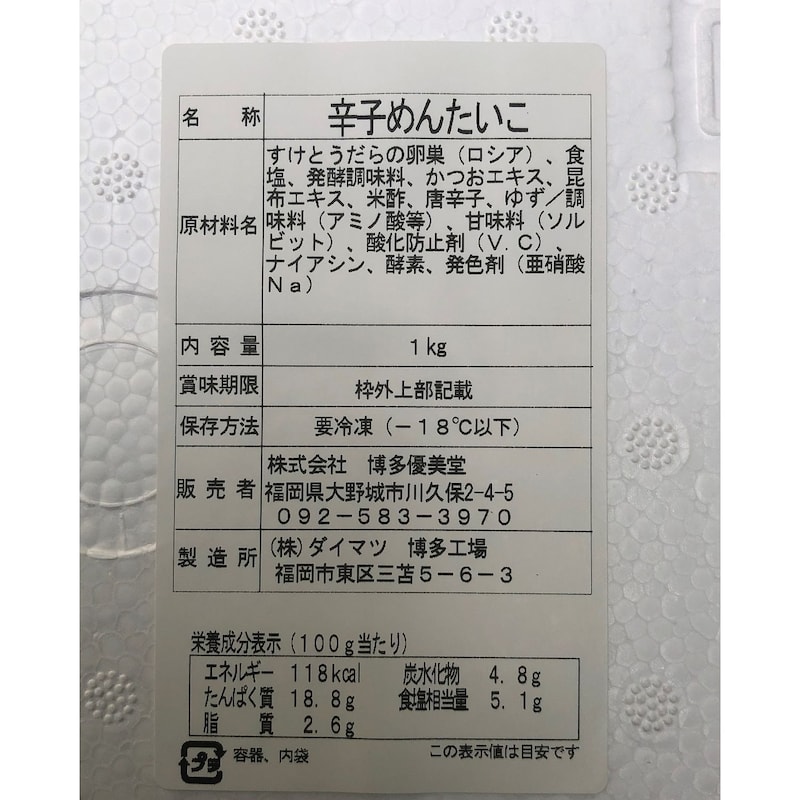 名称 辛子めんたいこ
原材料名 すけとうだらの卵巣（ロシア）、食
塩、発酵調味料、かつおエキス、昆
布エキス、米酢、唐辛子、ゆず／調
味料（アミノ酸等）、甘味料（ソル
ビット）、酸化防止剤（Ｖ．Ｃ）、
ナイアシン、酵素、発色剤（亜硝酸
Ｎａ）
内容量 1kg
賞味期限 枠外上部記載
保存方法 要冷凍（－１８℃以下）
販売者 株式会社 博多優美堂
福岡県大野城市川久保2-4-5
０９２－５８３－３９７０
製造所 （株）ダイマツ 博多工場
福岡市東区三苫５－６－３
栄養成分表示（100g当たり）
エネルギー 118kcal 炭水化物 4.8g
たんぱく質 18.8g 食塩相当量 5.1g
脂質 2.6g
プラ 容器、内袋 この表示値は目安です